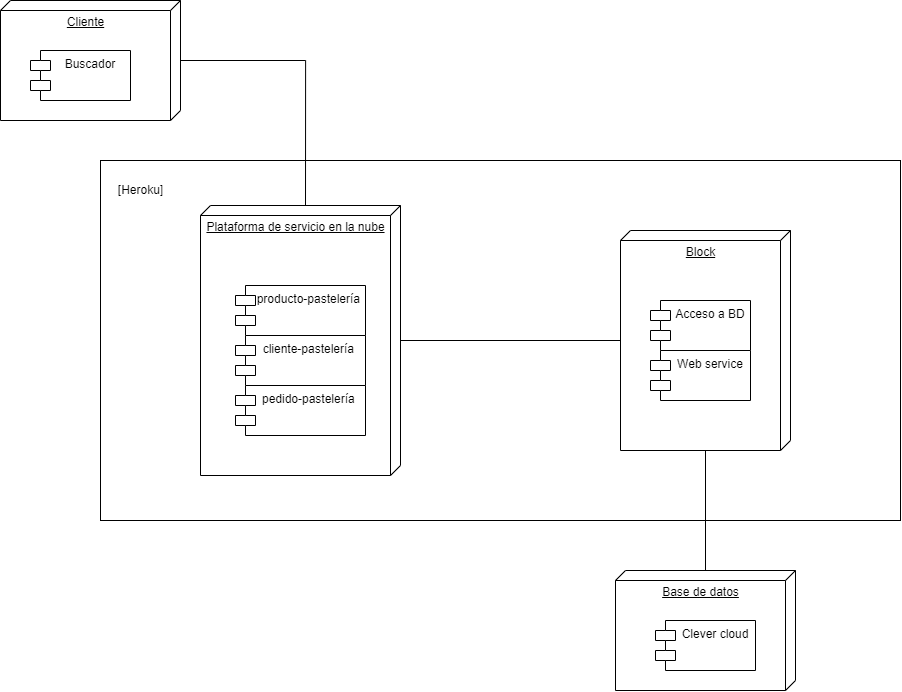 Cliente
Buscador
[Heroku]
Plataforma de servicio en la nube
producto-pastelería
cliente-pastelería
pedido-pastelería
Block
Acceso a BD
Web service
Base de datos
Clever cloud